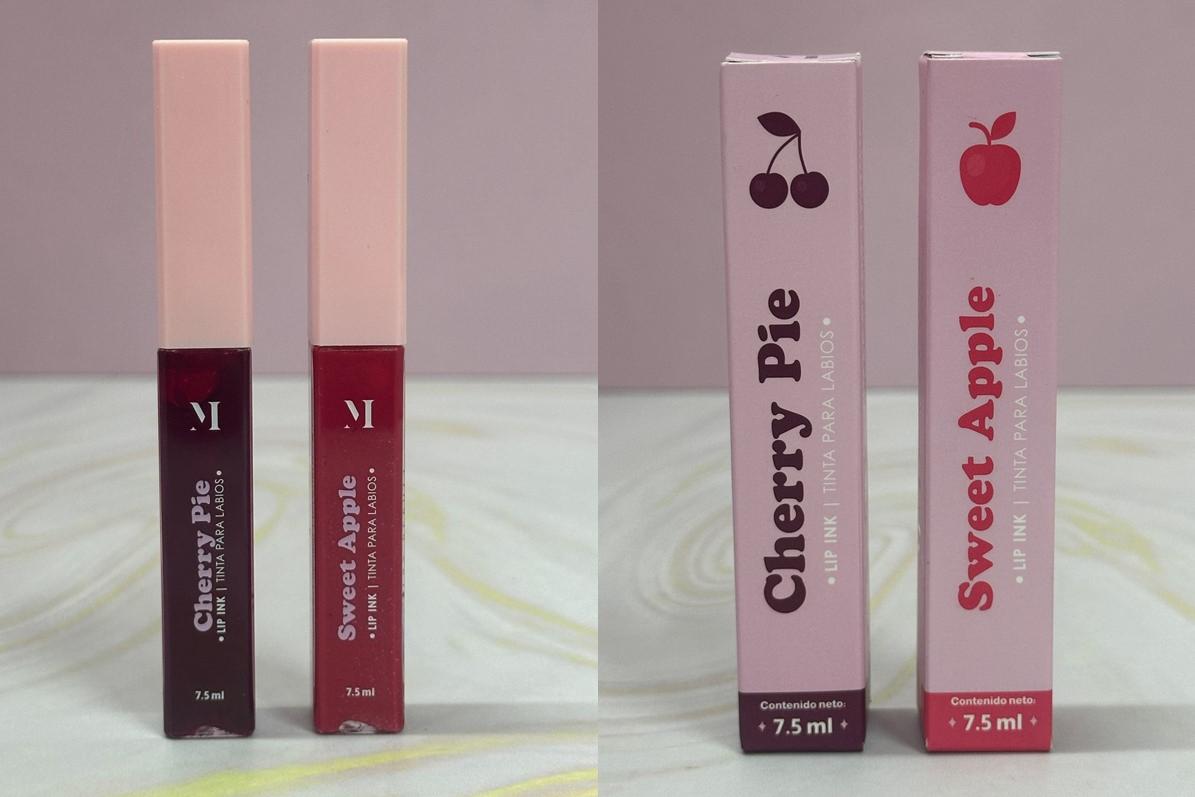 M
Cherry Pie
• LIP INK | TINTA PARA LABIOS •
7.5 ml
M
Sweet Apple
• LIP INK | TINTA PARA LABIOS •
7.5 ml
Cherry Pie
• LIP INK | TINTA PARA LABIOS •
Contenido neto:
7.5 ml
Sweet Apple
• LIP INK | TINTA PARA LABIOS •
Contenido neto:
7.5 ml